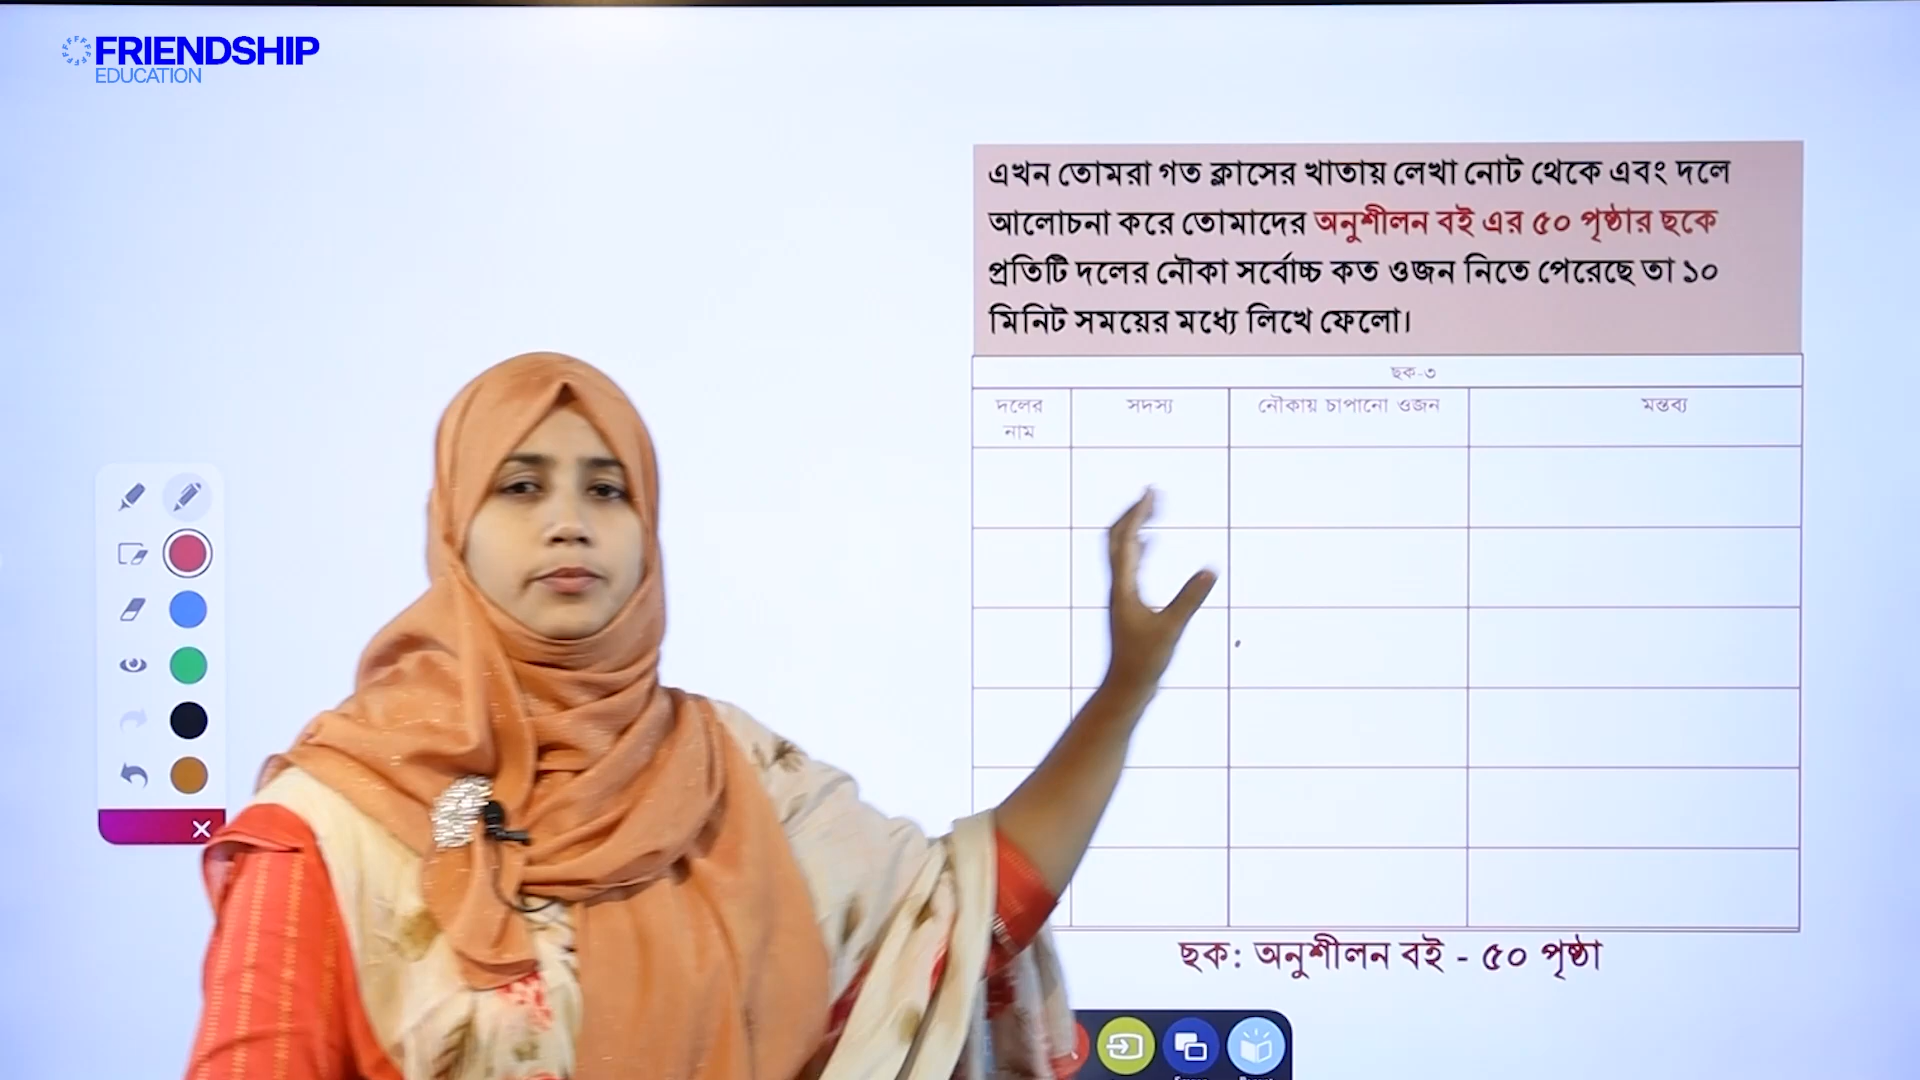 FRIENDSHIP
EDUCATION
এখন তোমরা গত ক্লাসের খাতায় লেখা নোট থেকে এবং দলে
আলোচনা করে তোমাদের অনুশীলন বই এর ৫০ পৃষ্ঠার ছকে
প্রতিটি দলের নৌকা সর্বোচ্চ কত ওজন নিতে পেরেছে তা ১০
মিনিট সময়ের মধ্যে লিখে ফেলো।
ছক-৩
দলের নাম
সদস্য
নৌকায় চাপানো ওজন
মন্তব্য
ছক: অনুশীলন বই - ৫০ পৃষ্ঠা